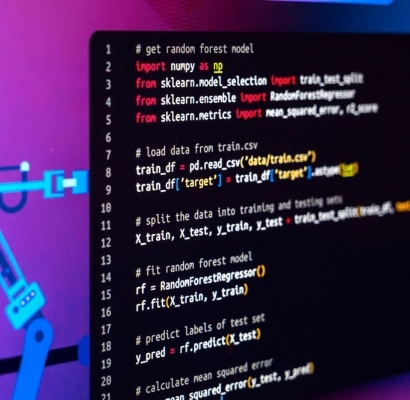 1 # get random forest model
2 import numpy as np
3 from sklearn.model_selection import train_test_split
4 from sklearn.ensemble import RandomForestRegressor
5 from sklearn.metrics import mean_squared_error, r2_score
6
7 # load data from train.csv
8 train_df = pd.read_csv('data/train.csv')
9 train_df['target'] = train_df['target'].astype(
10
11 # split the data into training and testing sets
12 X_train, X_test, y_train, y_test = train_test_split(train_df,
13
14 # fit random forest model
15 rf = RandomForestRegressor()
16 rf.fit(X_train, y_train)
17
18 # predict labels of test set
19 y_pred = rf.predict(X_test)
20 # calculate mean squared error
21 squared_error(y_test, y_pred)